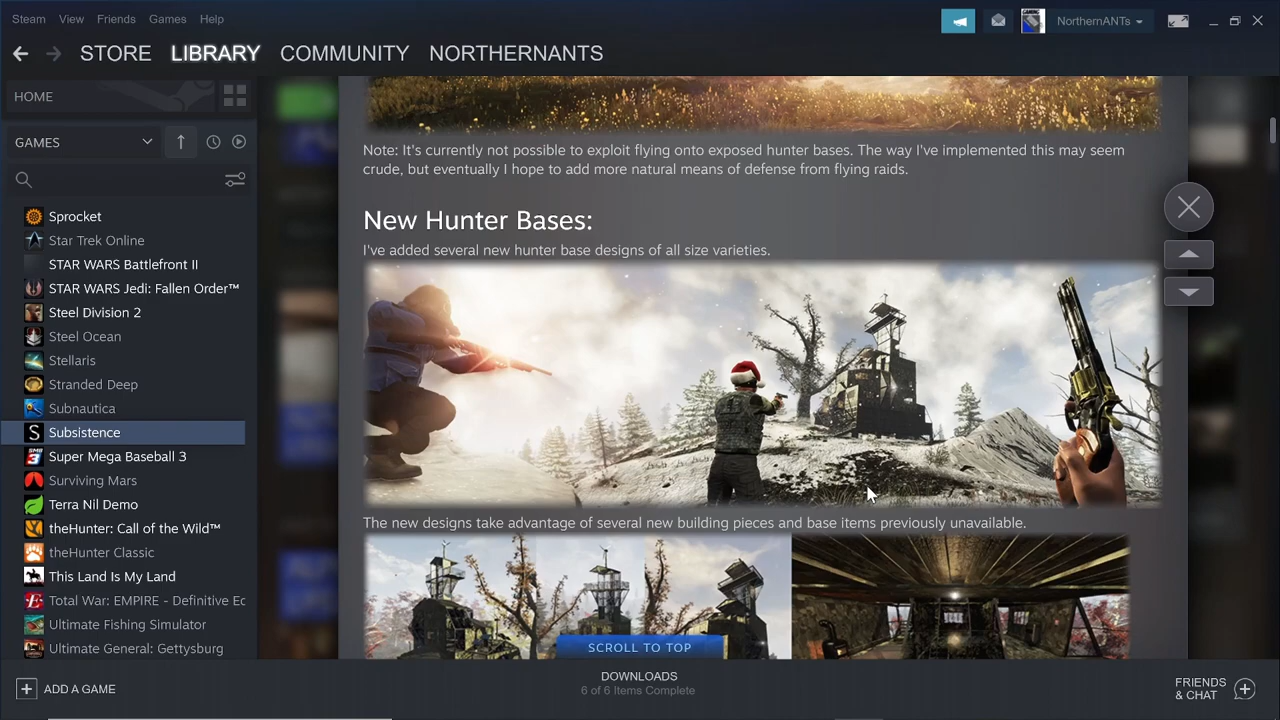 Steam View Friends Games Help
NorthernANTs
STORE LIBRARY COMMUNITY NORTHERNANTS
HOME
GAMES
Sprocket
Star Trek Online
STAR WARS Battlefront II
STAR WARS Jedi: Fallen Order™
Steel Division 2
Steel Ocean
Stellaris
Stranded Deep
Subnautica
Subsistence
Super Mega Baseball 3
Surviving Mars
Terra Nil Demo
theHunter: Call of the Wild™
theHunter Classic
This Land Is My Land
Total War: EMPIRE - Definitive Ec
Ultimate Fishing Simulator
Ultimate General: Gettysburg
Note: It's currently not possible to exploit flying onto exposed hunter bases. The way I've implemented this may seem
crude, but eventually I hope to add more natural means of defense from flying raids.
New Hunter Bases:
I've added several new hunter base designs of all size varieties.
The new designs take advantage of several new building pieces and base items previously unavailable.
SCROLL TO TOP
ADD A GAME
DOWNLOADS
6 of 6 Items Complete
FRIENDS
& CHAT